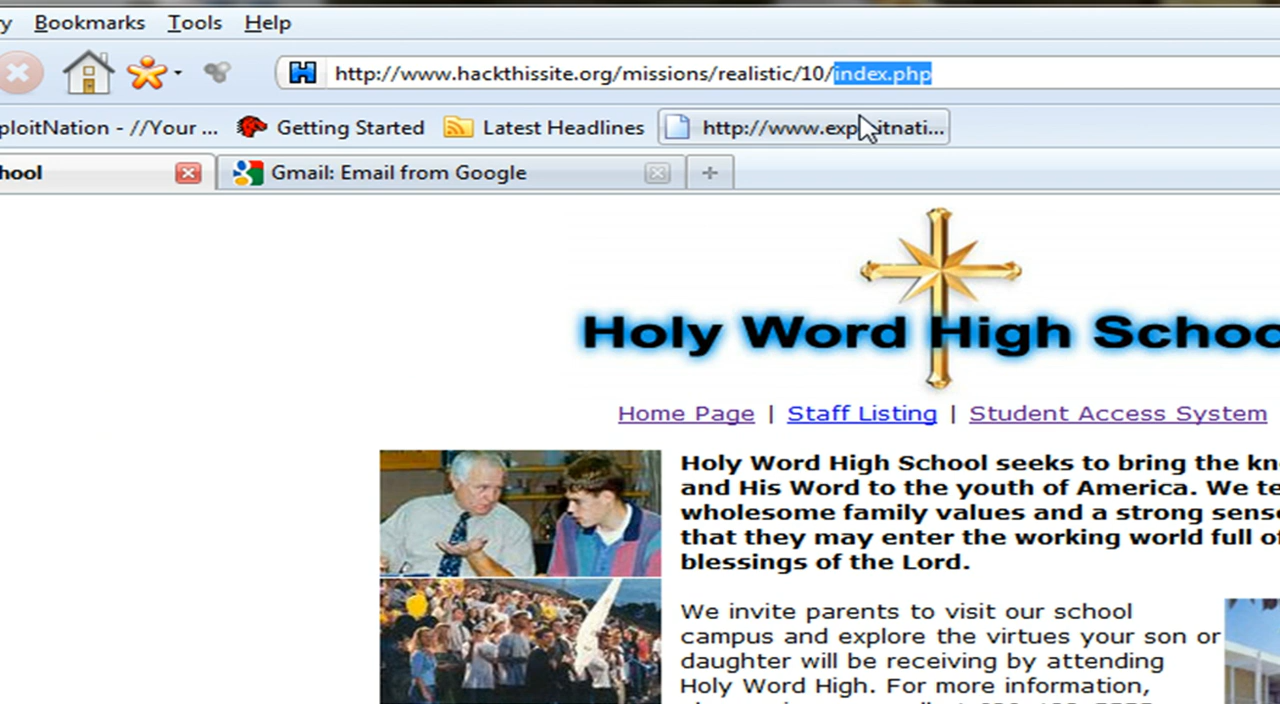 y Bookmarks Tools Help
http://www.hackthissite.org/missions/realistic/10/index.php
ploitNation - //Your ... Getting Started Latest Headlines http://www.exp itnati...
hool Gmail: Email from Google +
Holy Word High Schoo
Home Page | Staff Listing | Student Access System
Holy Word High School seeks to bring the kn
and His Word to the youth of America. We te
wholesome family values and a strong sense
that they may enter the working world full of
blessings of the Lord.
We invite parents to visit our school
campus and explore the virtues your son or
daughter will be receiving by attending
Holy Word High. For more information,